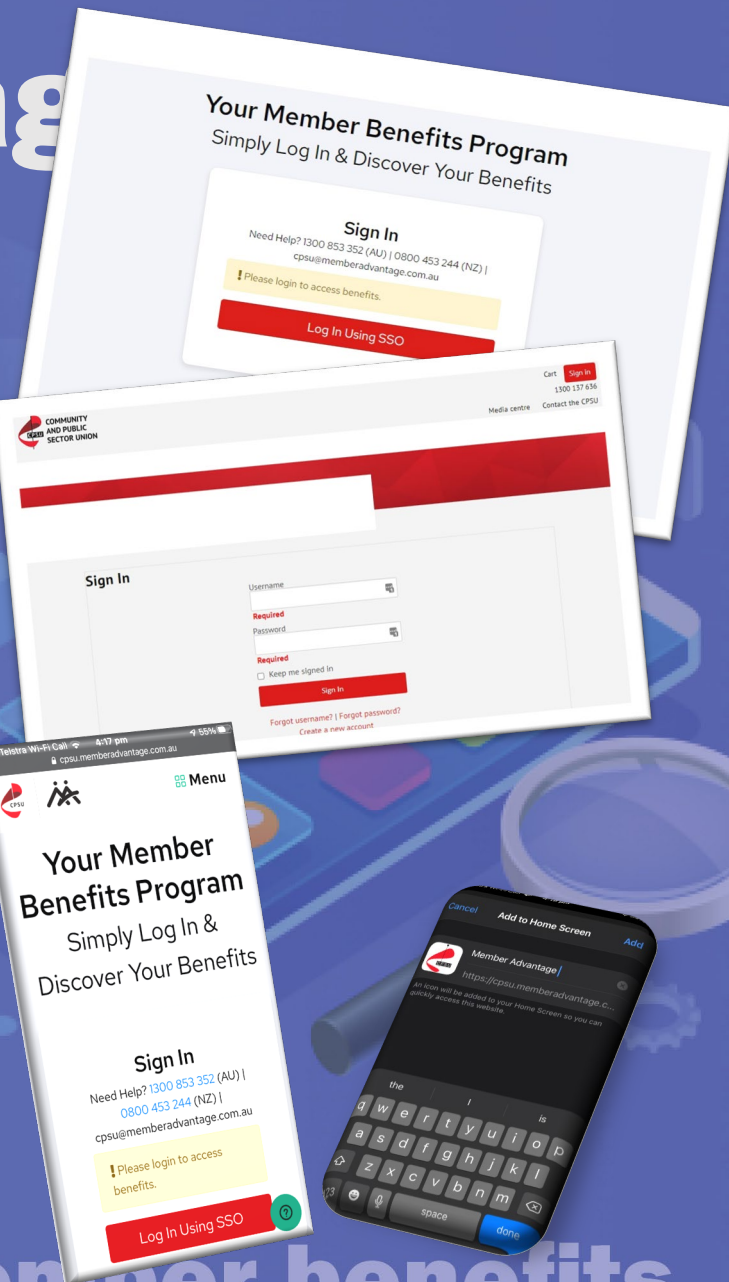 Your Member Benefits Program
Simply Log In & Discover Your Benefits
Sign In
Need Help? 1300 853 352 (AU) | 0800 453 244 (NZ) |
cpsu@memberadvantage.com.au
! Please login to access benefits.
Log In Using SSO
Cart Sign In
1300 137 636
Media centre Contact the CPSU
CPSU
COMMUNITY
AND PUBLIC
SECTOR UNION
Sign In
Username
Required
Password
Required
Keep me signed in
Sign In
Forgot username? | Forgot password?
Create a new account
Telstra Wi-Fi Call 4:17 pm 55%
cpsu.memberadvantage.com.au
CPSU
Menu
Your Member
Benefits Program
Simply Log In &
Discover Your Benefits
Sign In
Need Help? 1300 853 352 (AU) |
0800 453 244 (NZ) |
cpsu@memberadvantage.com.au
! Please login to access
benefits.
Log In Using SSO
Cancel Add to Home Screen Add
CPSU
Member Advantage
https://cpsu.memberadvantage.c...
An icon will be added to your Home Screen so you can
quickly access this website.
the I is
q w e r t y u i o p
a s d f g h j k l
z x c v b n m
123 space done
benefits